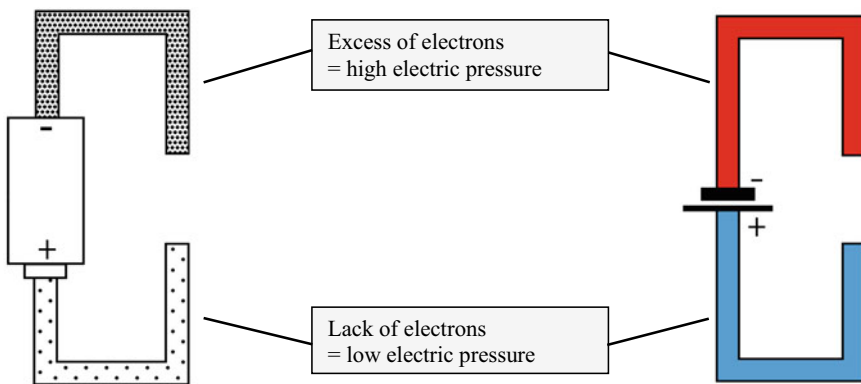 Excess of electrons
= high electric pressure
-
+
-
+
Lack of electrons
= low electric pressure